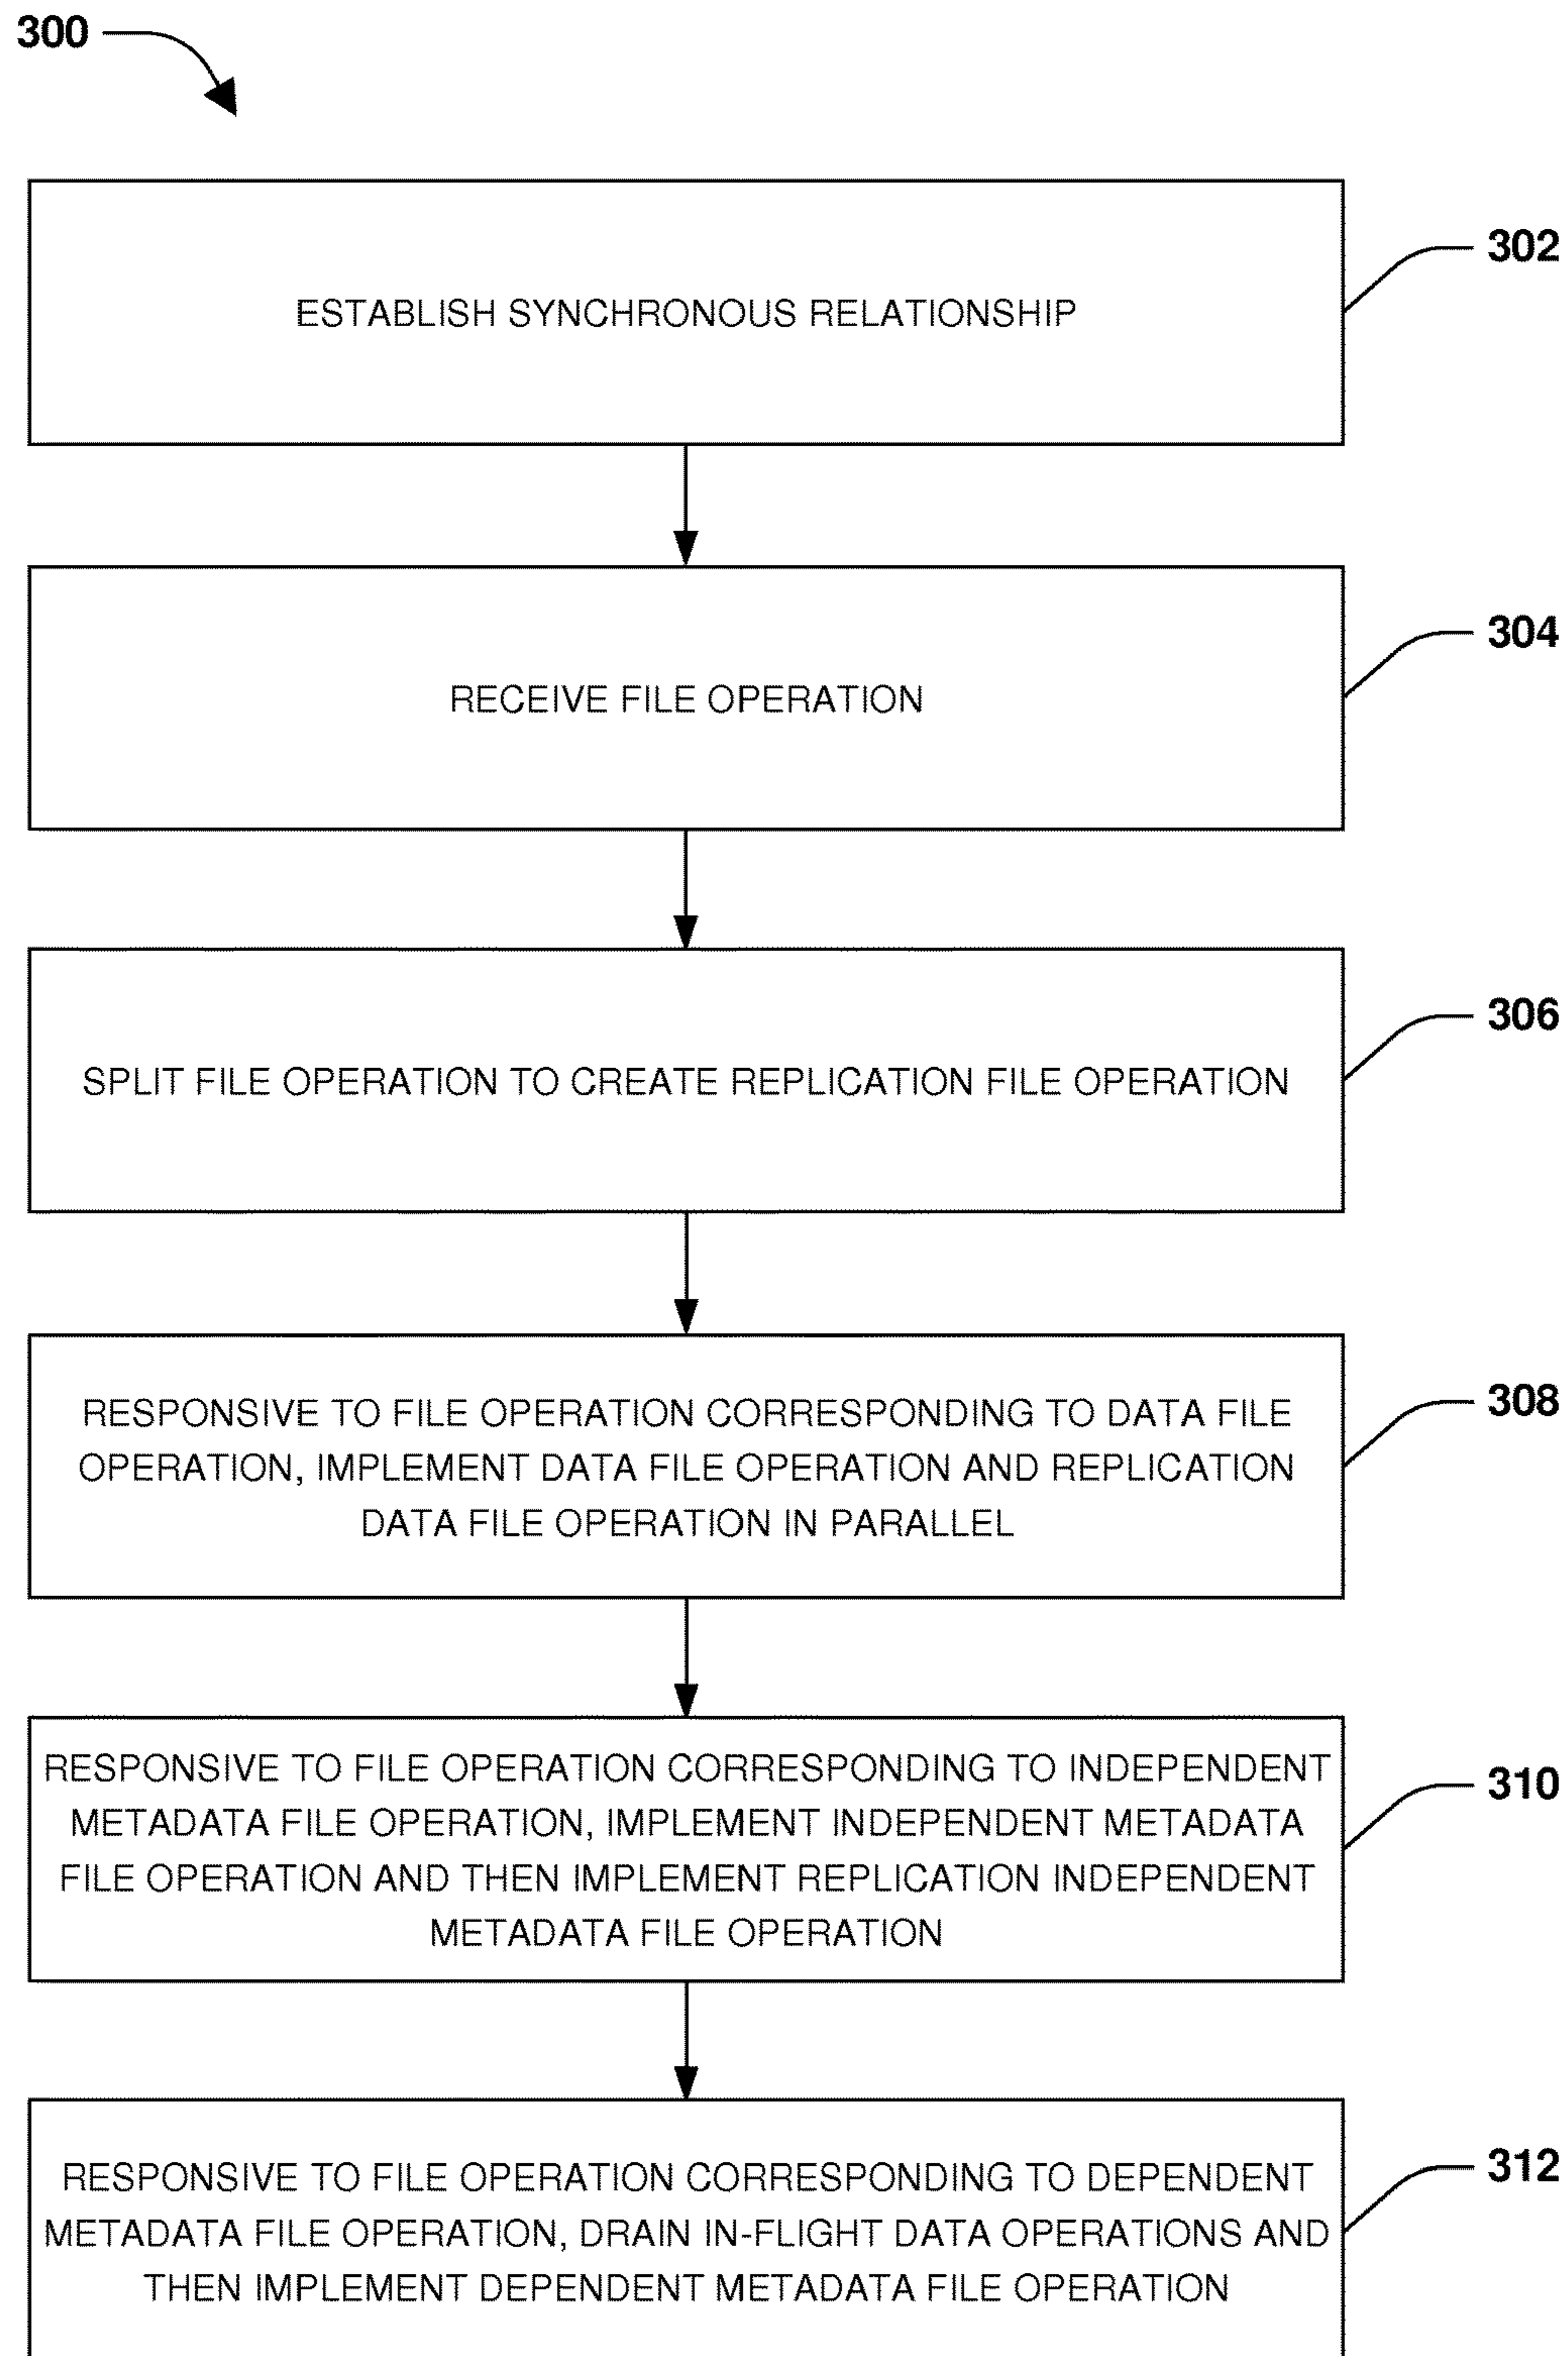 300
ESTABLISH SYNCHRONOUS RELATIONSHIP
302
RECEIVE FILE OPERATION
304
SPLIT FILE OPERATION TO CREATE REPLICATION FILE OPERATION
306
RESPONSIVE TO FILE OPERATION CORRESPONDING TO DATA FILE
OPERATION, IMPLEMENT DATA FILE OPERATION AND REPLICATION
DATA FILE OPERATION IN PARALLEL
308
RESPONSIVE TO FILE OPERATION CORRESPONDING TO INDEPENDENT
METADATA FILE OPERATION, IMPLEMENT INDEPENDENT METADATA
FILE OPERATION AND THEN IMPLEMENT REPLICATION INDEPENDENT
METADATA FILE OPERATION
310
RESPONSIVE TO FILE OPERATION CORRESPONDING TO DEPENDENT
METADATA FILE OPERATION, DRAIN IN-FLIGHT DATA OPERATIONS AND
THEN IMPLEMENT DEPENDENT METADATA FILE OPERATION
312